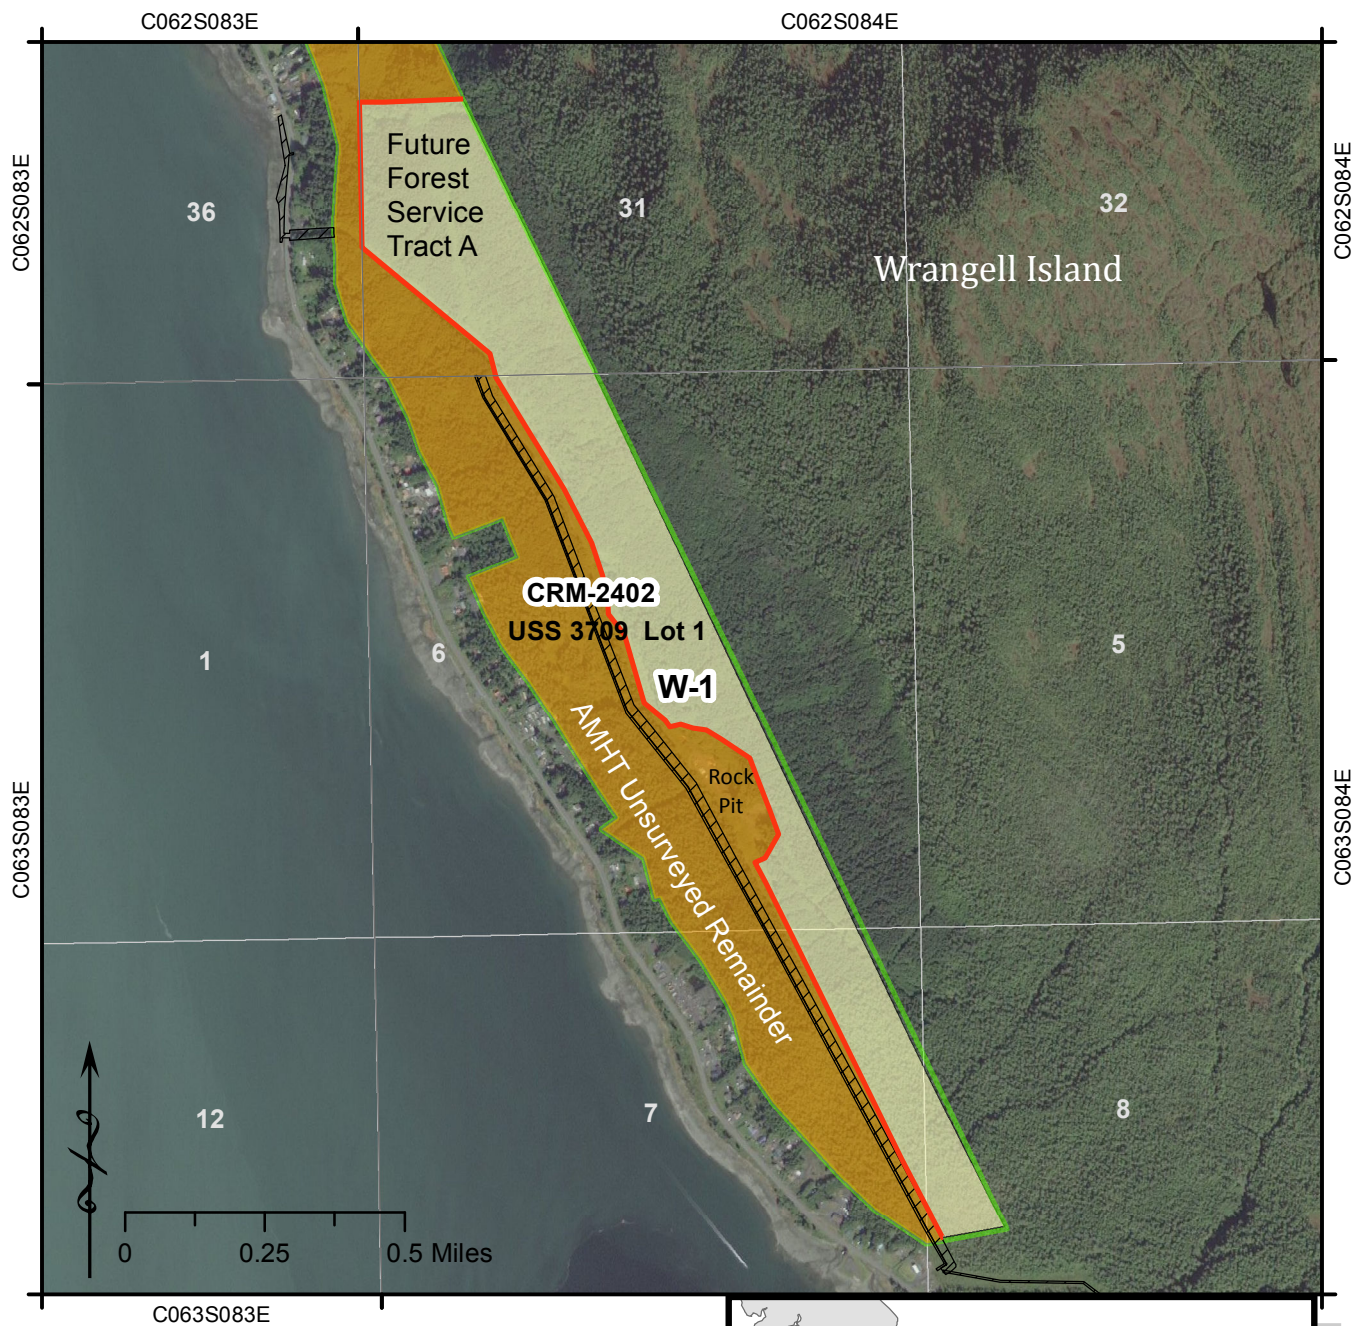 C062S083E
C062S084E
C062S083E
C062S084E
Future
Forest
Service
Tract A
36
31
32
Wrangell Island
CRM-2402
USS 3709 Lot 1
W-1
1
6
5
Rock
Pit
AMHT Unsurveyed Remainder
C063S083E
C063S084E
12
7
8
0 0.25 0.5 Miles
C063S083E